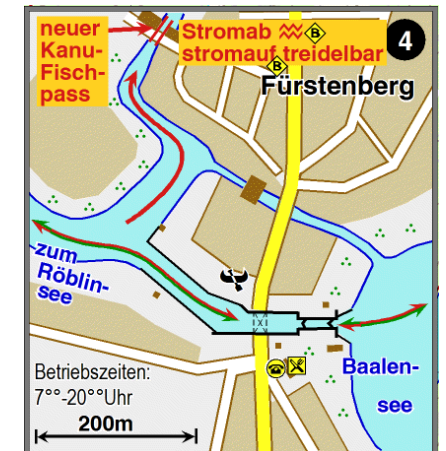 neuer
Kanu-
Fisch-
pass
Stromab
stromauf treidelbar
B
B
4
Fürstenberg
zum
Röblin-
see
Baalen-
see
Betriebszeiten:
7°°-20°°Uhr
200m